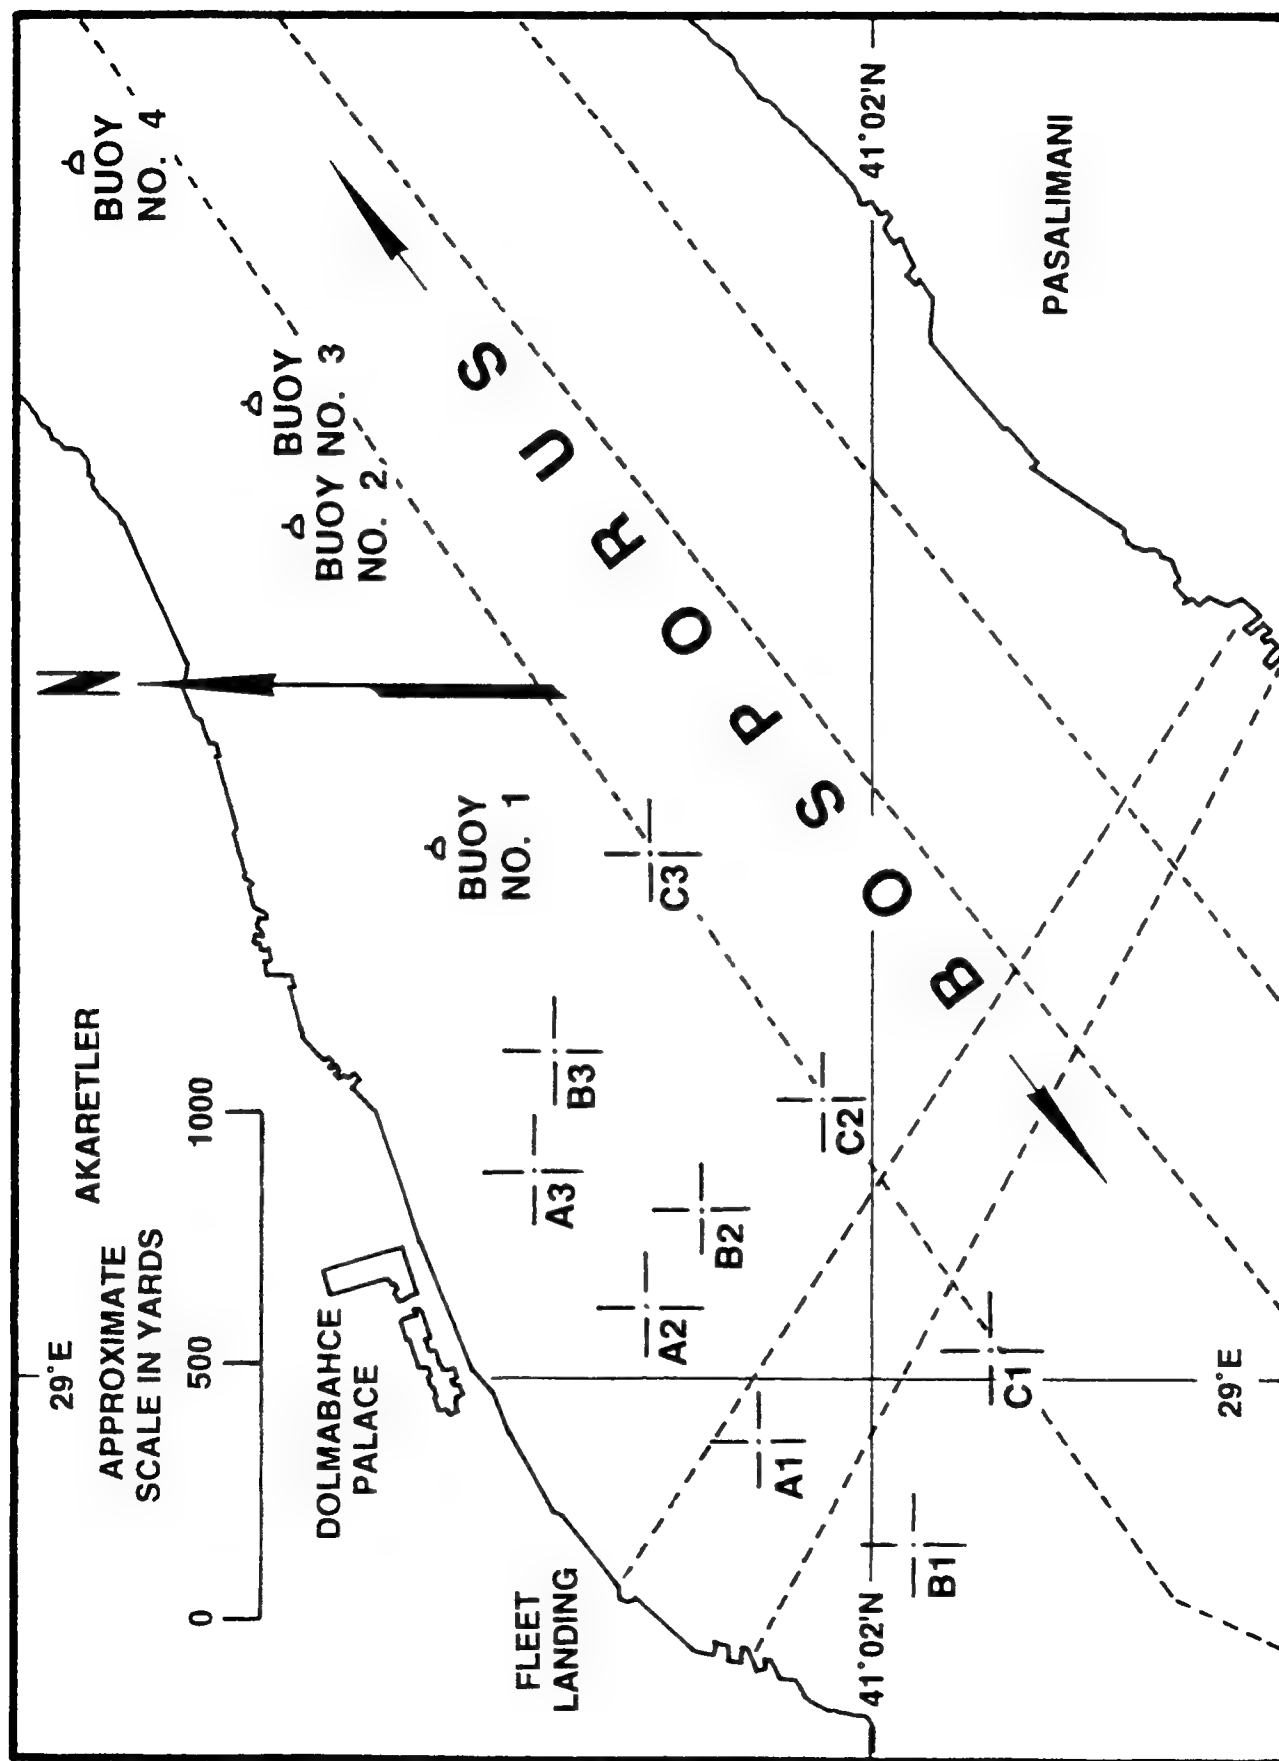 29°E
APPROXIMATE
SCALE IN YARDS
0
500
1000
AKARETLER
N
BUOY
NO. 4
DOLMABAHCE
PALACE
BUOY
NO. 3
BUOY
NO. 2
FLEET
LANDING
BUOY
NO. 1
A3
B3
A2
B2
C3
A1
C2
B1
C1
BOSPORUS
41°02'N
41°02'N
PASALIMANI
29°E